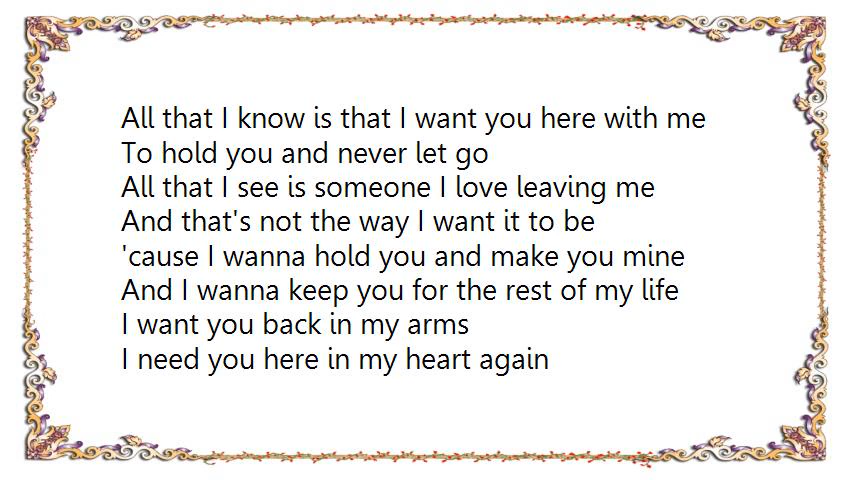 All that I know is that I want you here with me
To hold you and never let go
All that I see is someone I love leaving me
And that's not the way I want it to be
'cause I wanna hold you and make you mine
And I wanna keep you for the rest of my life
I want you back in my arms
I need you here in my heart again